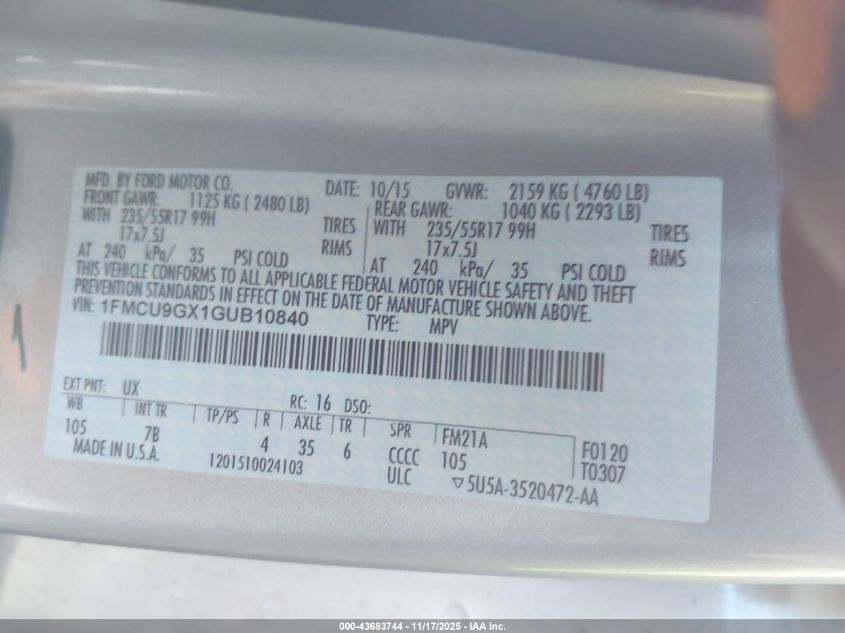 MFD. BY FORD MOTOR CO.
DATE: 10/15 GVWR: 2159 KG ( 4760 LB)
FRONT GAWR: 1125 KG ( 2480 LB) REAR GAWR: 1040 KG ( 2293 LB)
WITH 235/55R17 99H TIRES WITH 235/55R17 99H TIRES
17x7.5J RIMS 17x7.5J RIMS
AT 240 kPa/ 35 PSI COLD AT 240 kPa/ 35 PSI COLD
THIS VEHICLE CONFORMS TO ALL APPLICABLE FEDERAL MOTOR VEHICLE SAFETY AND THEFT
PREVENTION STANDARDS IN EFFECT ON THE DATE OF MANUFACTURE SHOWN ABOVE.
VIN: 1FMCU9GX1GUB10840 TYPE: MPV
EXT PNT: UX RC: 16 DSO:
WB INT TR TP/PS R AXLE TR SPR FM21A
105 7B 4 35 6 CCCC 105 F0120
MADE IN U.S.A. 1201510024103 ULC T0307
▽5U5A-3520472-AA
1
000-43683744 - 11/17/2025 - IAA Inc.